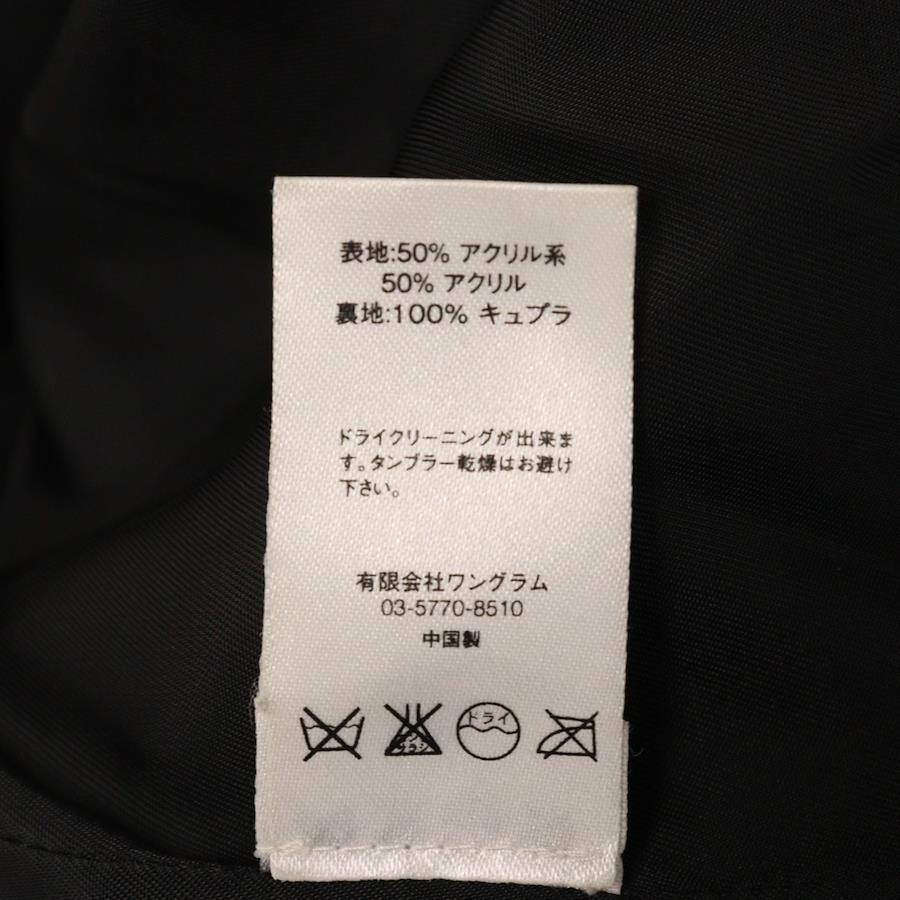 表地:50% アクリル系
50% アクリル
裏地:100% キュプラ
ドライクリーニングが出来ま
す。タンブラー乾燥はお避け
下さい。
有限会社ワングラム
03-5770-8510
中国製
ドライ